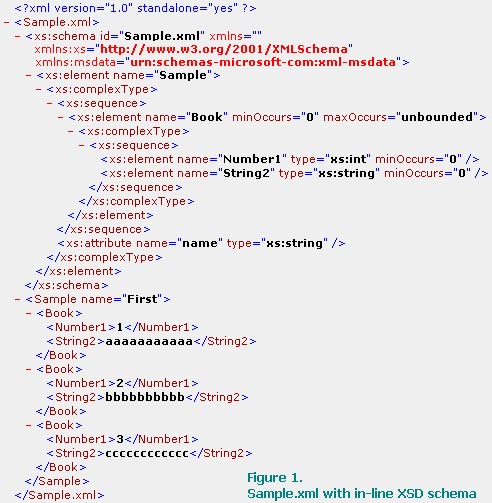 <?xml version="1.0" standalone="yes" ?>
- <Sample.xml>
- <xs:schema id="Sample.xml" xmlns=""
xmlns:xs="http://www.w3.org/2001/XMLSchema"
xmlns:msdata="urn:schemas-microsoft-com:xml-msdata">
- <xs:element name="Sample">
- <xs:complexType>
- <xs:sequence>
- <xs:element name="Book" minOccurs="0" maxOccurs="unbounded">
- <xs:complexType>
- <xs:sequence>
<xs:element name="Number1" type="xs:int" minOccurs="0" />
<xs:element name="String2" type="xs:string" minOccurs="0" />
</xs:sequence>
</xs:complexType>
</xs:element>
</xs:sequence>
<xs:attribute name="name" type="xs:string" />
</xs:complexType>
</xs:element>
</xs:schema>
- <Sample name="First">
- <Book>
<Number1>1</Number1>
<String2>aaaaaaaaaaa</String2>
</Book>
- <Book>
<Number1>2</Number1>
<String2>bbbbbbbbbb</String2>
</Book>
- <Book>
<Number1>3</Number1>
<String2>cccccccccccc</String2>
</Book>
</Sample>
</Sample.xml>
Figure 1.
Sample.xml with in-line XSD schema